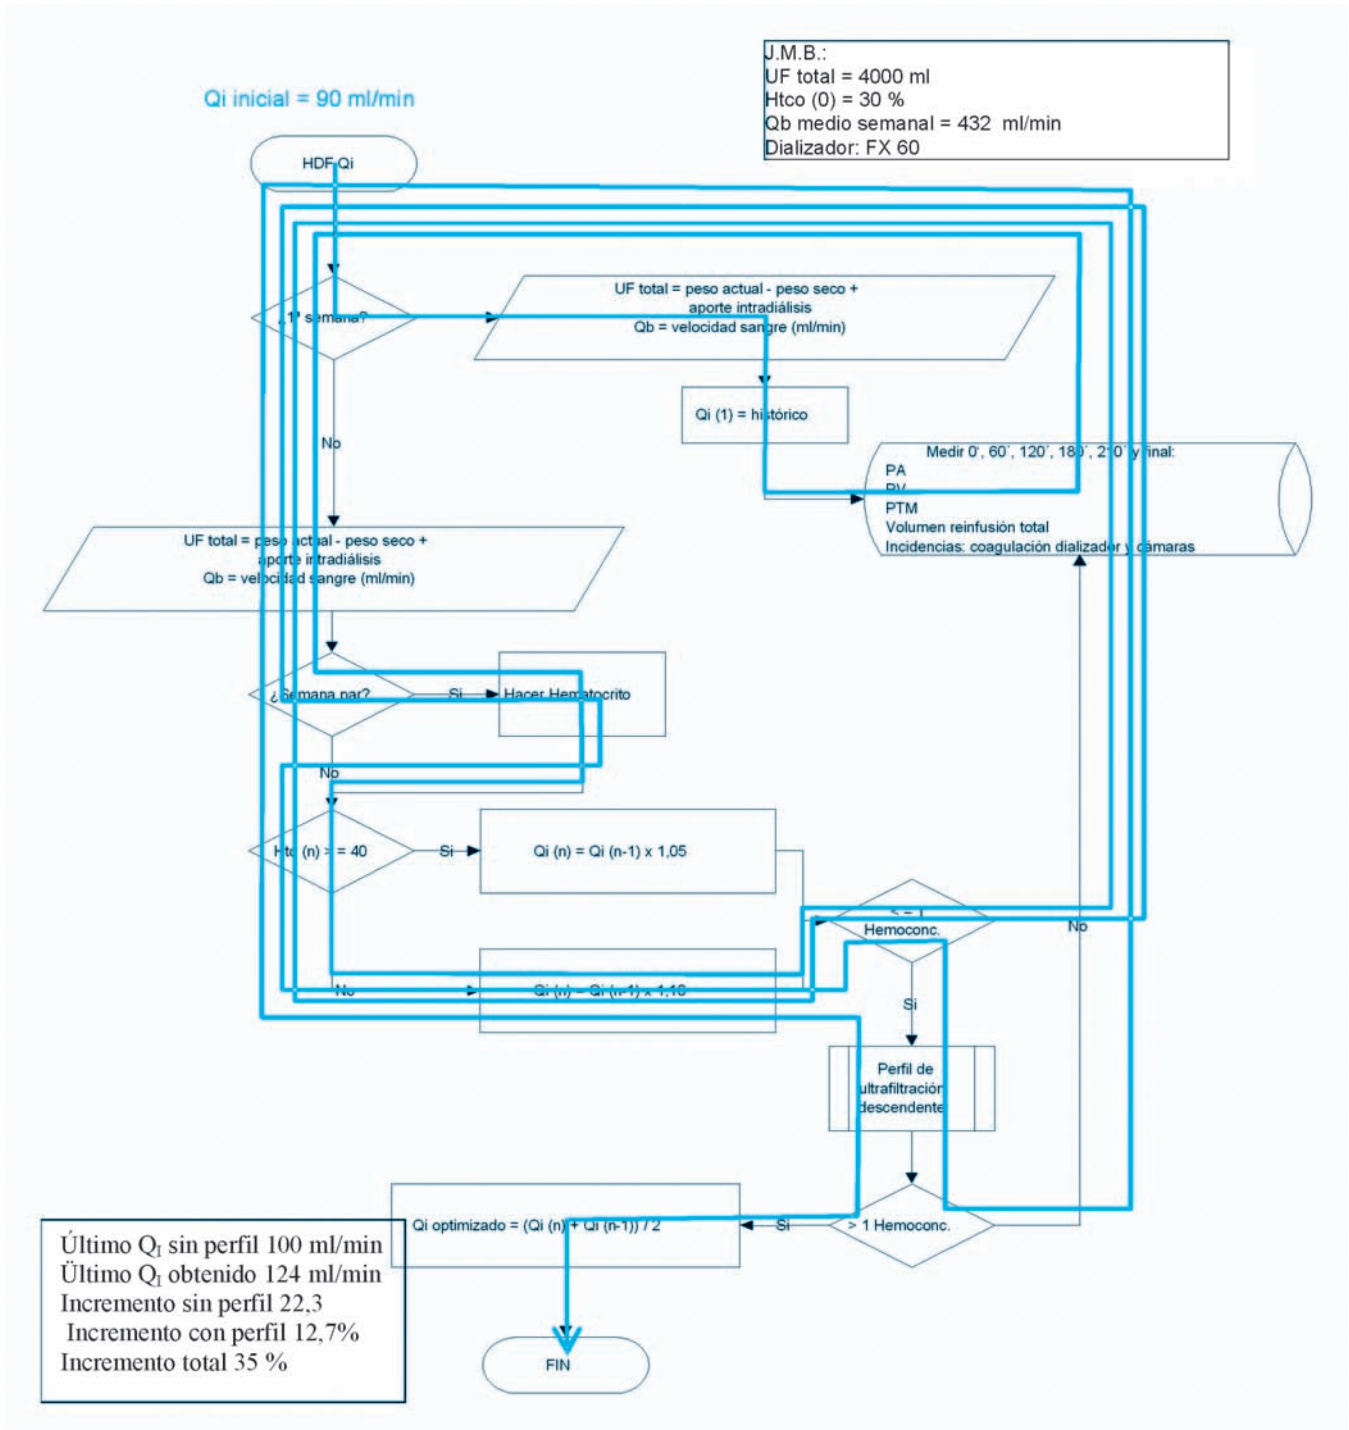 J.M.B.:
UF total = 4000 ml
Htco (0) = 30 %
Qb medio semanal = 432 ml/min
Dializador: FX 60
Qi inicial = 90 ml/min
HDF Qi
¿1ª semana?
UF total = peso actual - peso seco +
aporte intradiálisis
Qb = velocidad sangre (ml/min)
Qi (1) = histórico
No
Medir 0', 60´, 120´, 180´, 210´ y final:
PA
PV
PTM
Volumen reinfusión total
Incidencias: coagulación dializador y cámaras
UF total = peso actual - peso seco +
aporte intradiálisis
Qb = velocidad sangre (ml/min)
¿Semana par?
Si
Hacer Hematocrito
No
Htc (n) > = 40
Si
Qi (n) = Qi (n-1) x 1,05
< = 1
Hemoconc.
No
No
Qi (n) = Qi (n-1) x
Si
Perfil de
ultrafiltración
descendente
Qi optimizado = (Qi (n) + Qi (n-1)) / 2
Si
> 1 Hemoconc.
Último QI sin perfil 100 ml/min
Ültimo QI obtenido 124 ml/min
Incremento sin perfil 22,3
Incremento con perfil 12,7%
Incremento total 35 %
FIN